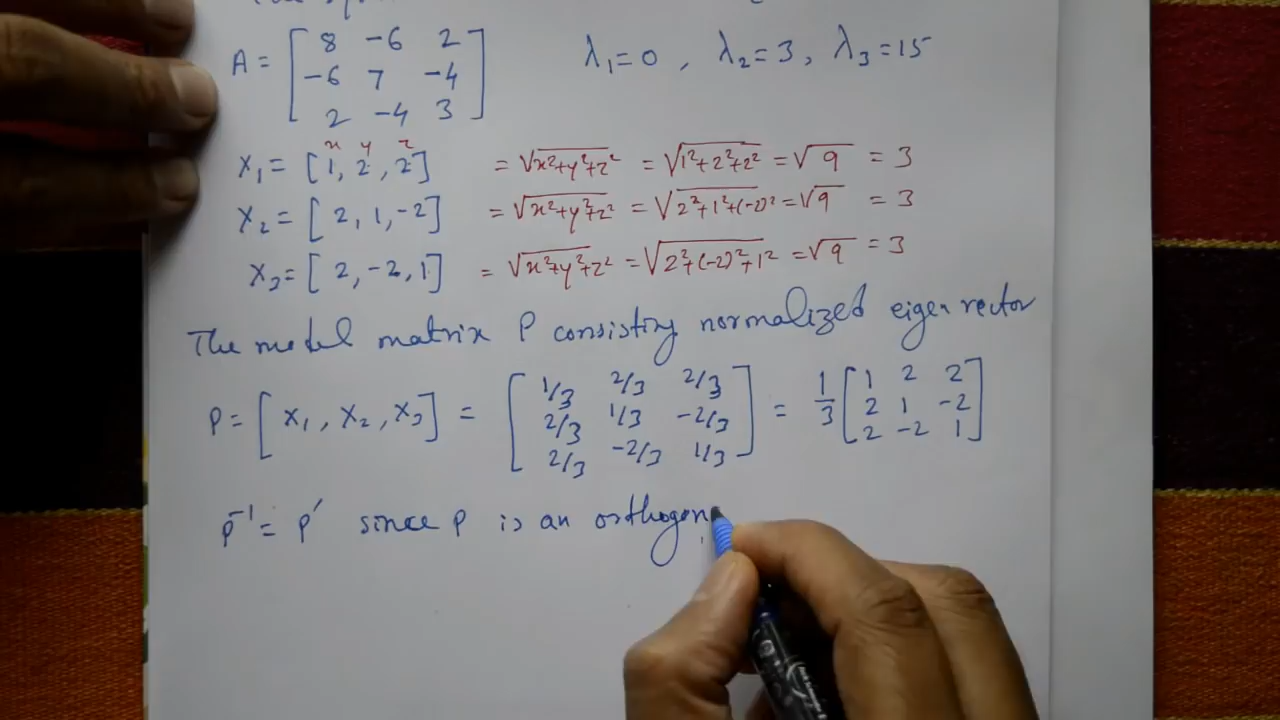 A = [ 8 -6 2 ; -6 7 -4 ; 2 -4 3 ] λ₁=0 , λ₂=3, λ₃=15
x y z
X₁ = [1, 2, 2] = √x²+y²+z² = √1²+2²+2² = √9 = 3
X₂ = [2, 1, -2] = √x²+y²+z² = √2²+1²+(-2)² = √9 = 3
X₃ = [2, -2, 1] = √x²+y²+z² = √2²+(-2)²+1² = √9 = 3
The model matrix P consisting normalized eigen vector
P = [X₁, X₂, X₃] = [ 1/3 2/3 2/3 ; 2/3 1/3 -2/3 ; 2/3 -2/3 1/3 ] = 1/3 [ 1 2 2 ; 2 1 -2 ; 2 -2 1 ]
P⁻¹ = P′ since P is an orthogon